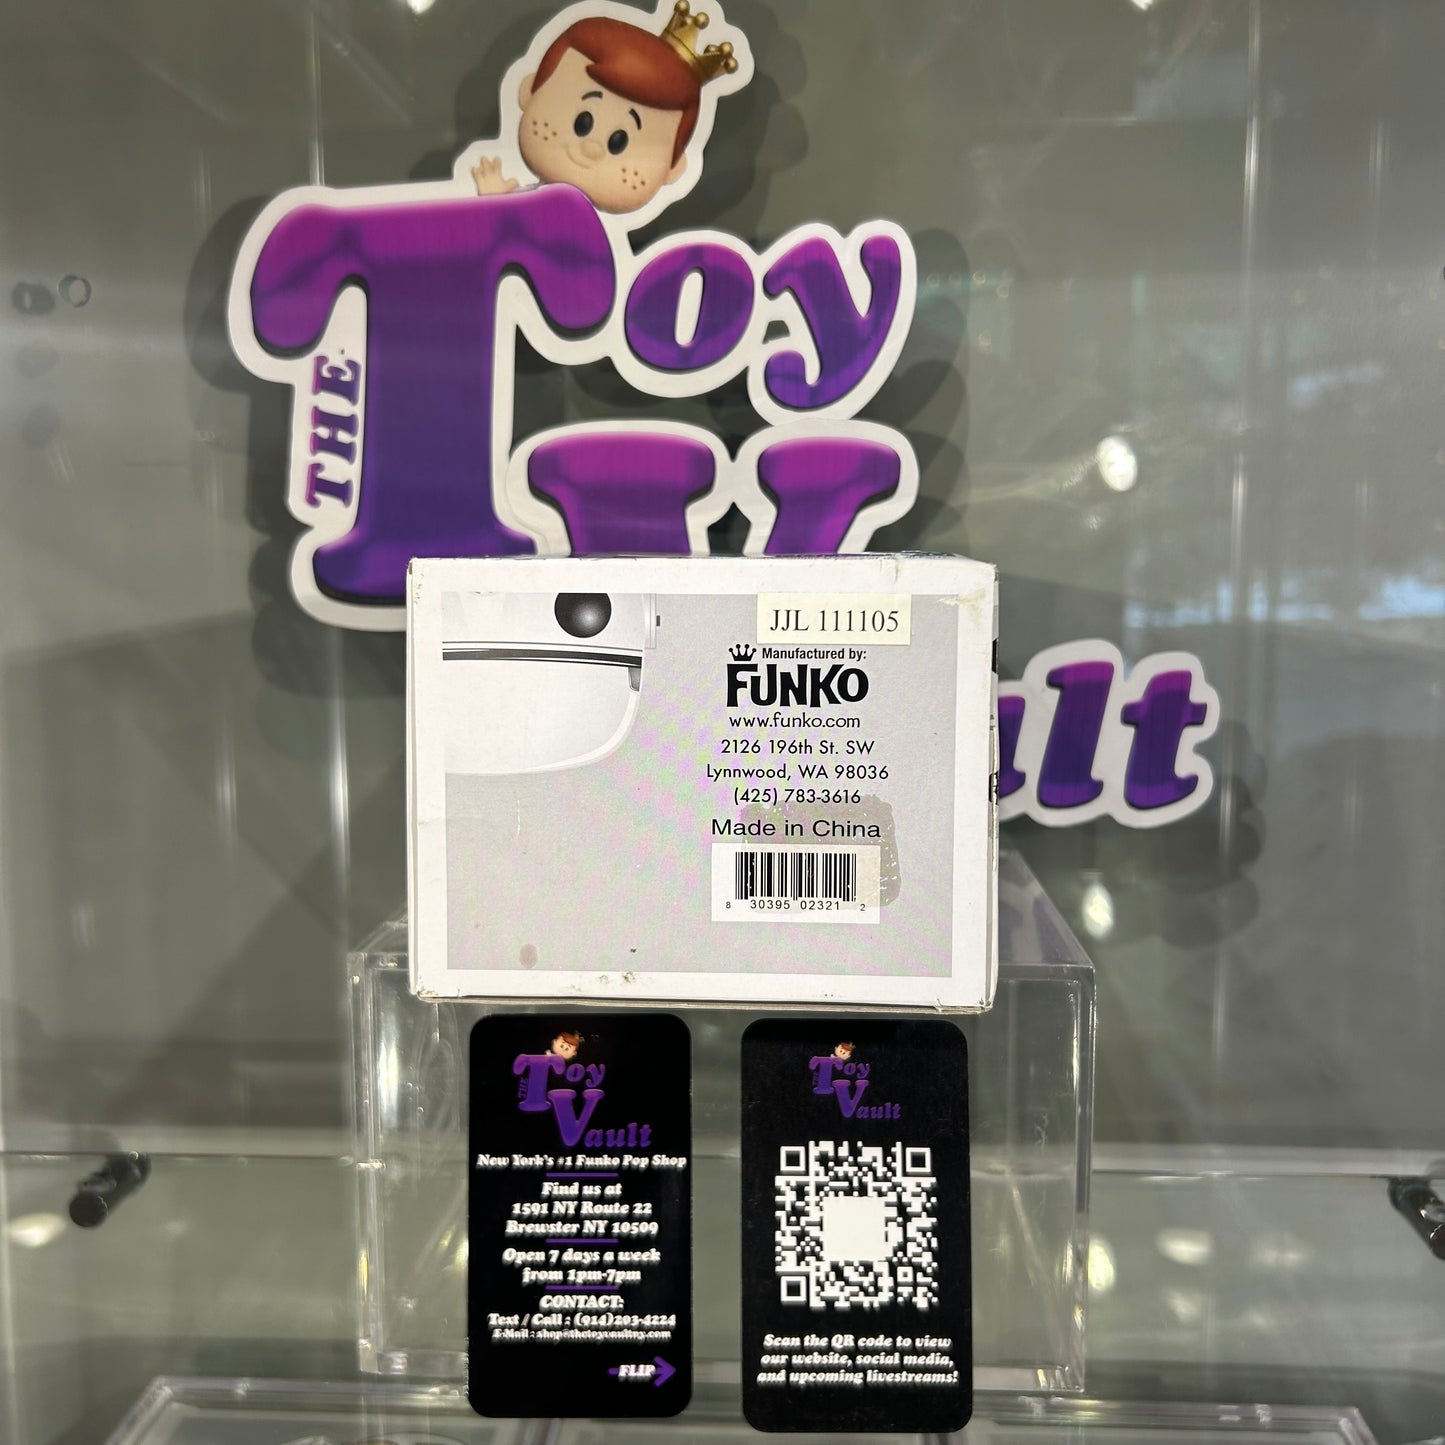 THE
Toy
V
ult
JJL 111105
Manufactured by:
FUNKO
www.funko.com
2126 196th St. SW
Lynnwood, WA 98036
(425) 783-3616
Made in China
8 30395 02321 2
THE
Toy
Vault
New York's #1 Funko Pop Shop
Find us at
1591 NY Route 22
Brewster NY 10509
Open 7 days a week
from 1pm-7pm
CONTACT:
Text / Call : (914)203-4224
E-Mail : shop@thetoyvaultny.com
FLIP
THE
Toy
Vault
Scan the QR code to view
our website, social media,
and upcoming livestreams!